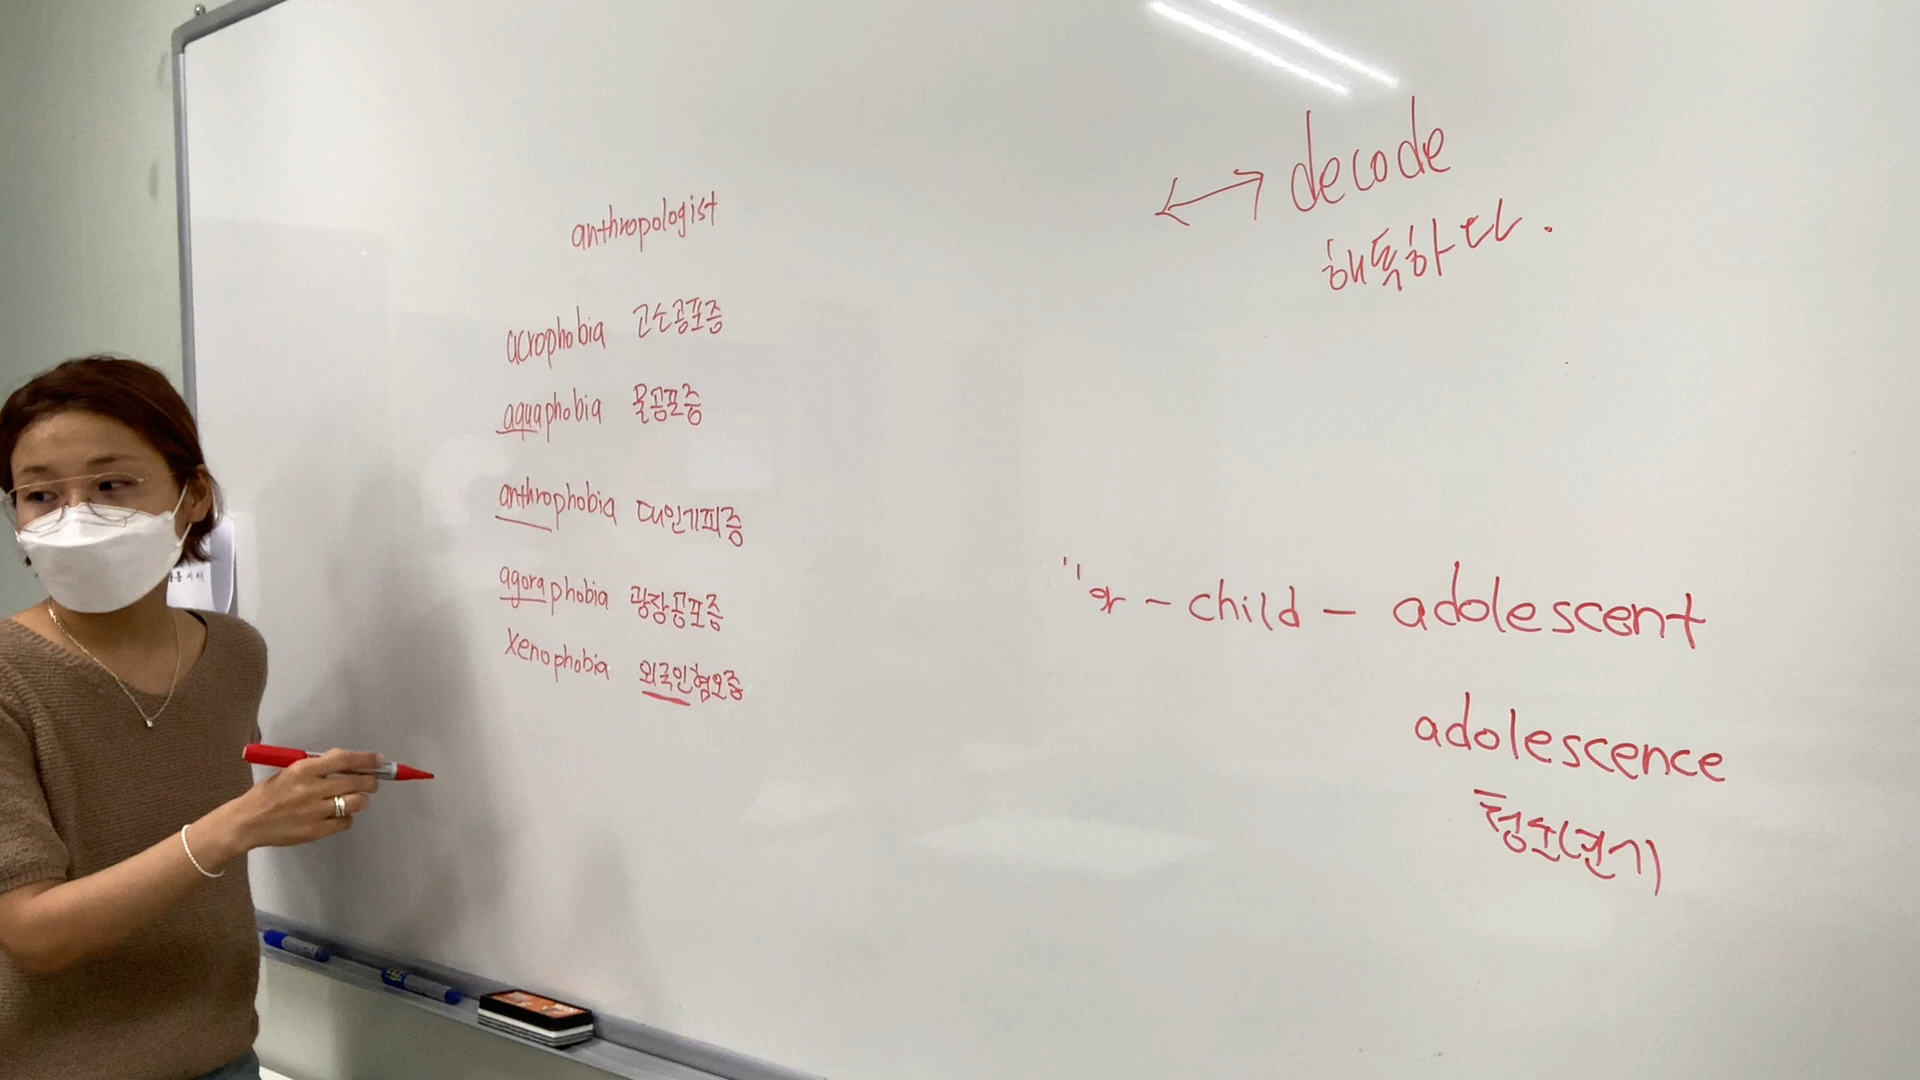 anthropologist
acrophobia 고소공포증
aquaphobia 물공포증
anthrophobia 대인기피증
agoraphobia 광장공포증
xenophobia 외국인혐오증
↔ decode
해독하다.
- child - adolescent
adolescence
청소(년기)